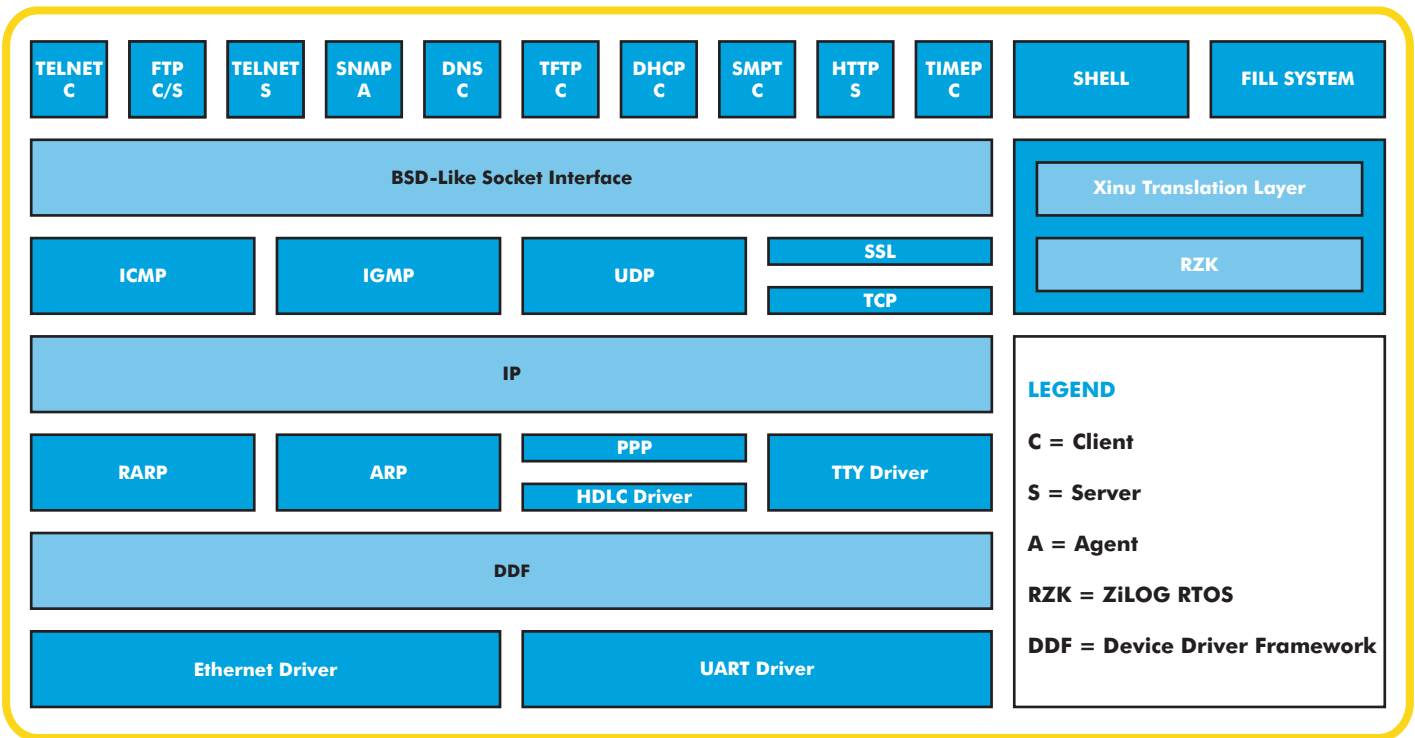 TELNET
C
FTP
C/S
TELNET
S
SNMP
A
DNS
C
TFTP
C
DHCP
C
SMPT
C
HTTP
S
TIMEP
C
SHELL
FILL SYSTEM
BSD-Like Socket Interface
Xinu Translation Layer
RZK
ICMP
IGMP
UDP
SSL
TCP
IP
RARP
ARP
PPP
HDLC Driver
TTY Driver
DDF
Ethernet Driver
UART Driver
LEGEND
C = Client
S = Server
A = Agent
RZK = ZiLOG RTOS
DDF = Device Driver Framework